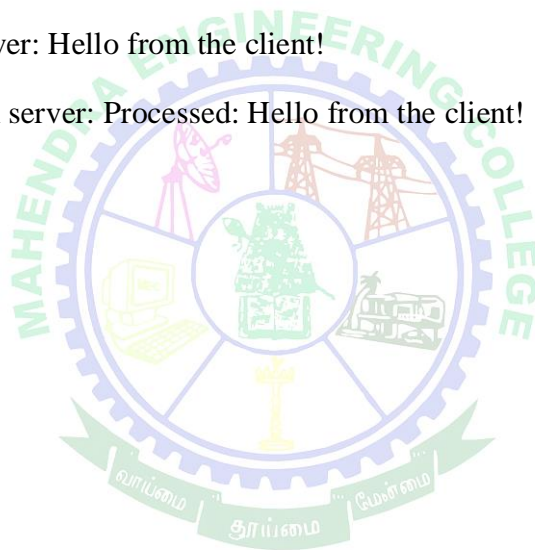 ver: Hello from the client!
server: Processed: Hello from the client!
MAHENDRA ENGINEERING COLLEGE
வாய்மை
தூய்மை
மேன்மை